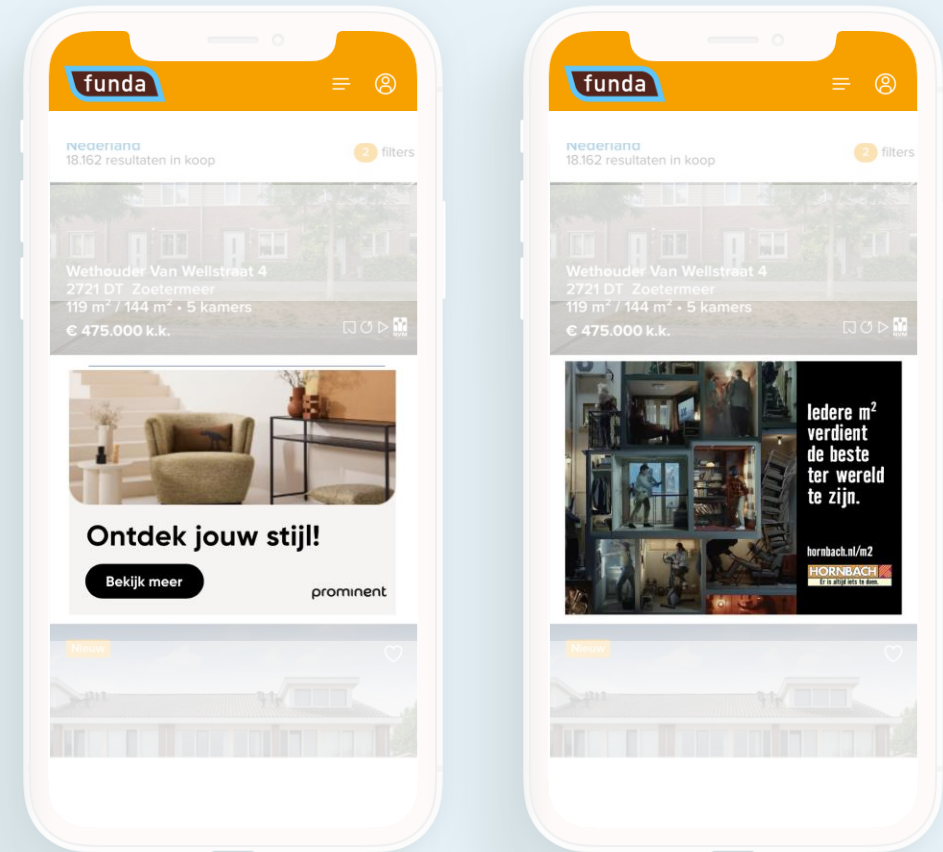 funda
Nederland
18.162 resultaten in koop
2 filters
Wethouder Van Wellstraat 4
2721 DT Zoetermeer
119 m² / 144 m² • 5 kamers
€ 475.000 k.k.
NVM
Ontdek jouw stijl!
Bekijk meer
prominent
Nieuw
funda
Nederland
18.162 resultaten in koop
2 filters
Wethouder Van Wellstraat 4
2721 DT Zoetermeer
119 m² / 144 m² • 5 kamers
€ 475.000 k.k.
NVM
Iedere m²
verdient
de beste
ter wereld
te zijn.
hornbach.nl/m2
HORNBACH
Er is altijd iets te doen.
Nieuw